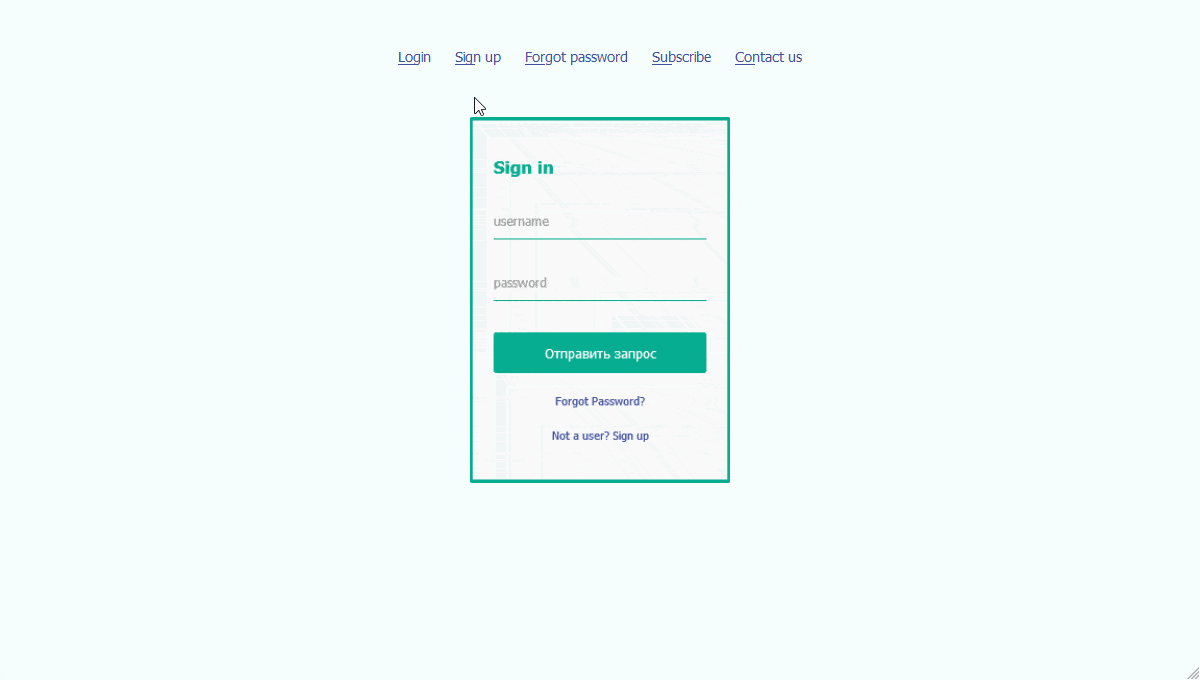 Login Sign up Forgot password Subscribe Contact us
Sign in
username
password
Отправить запрос
Forgot Password?
Not a user? Sign up